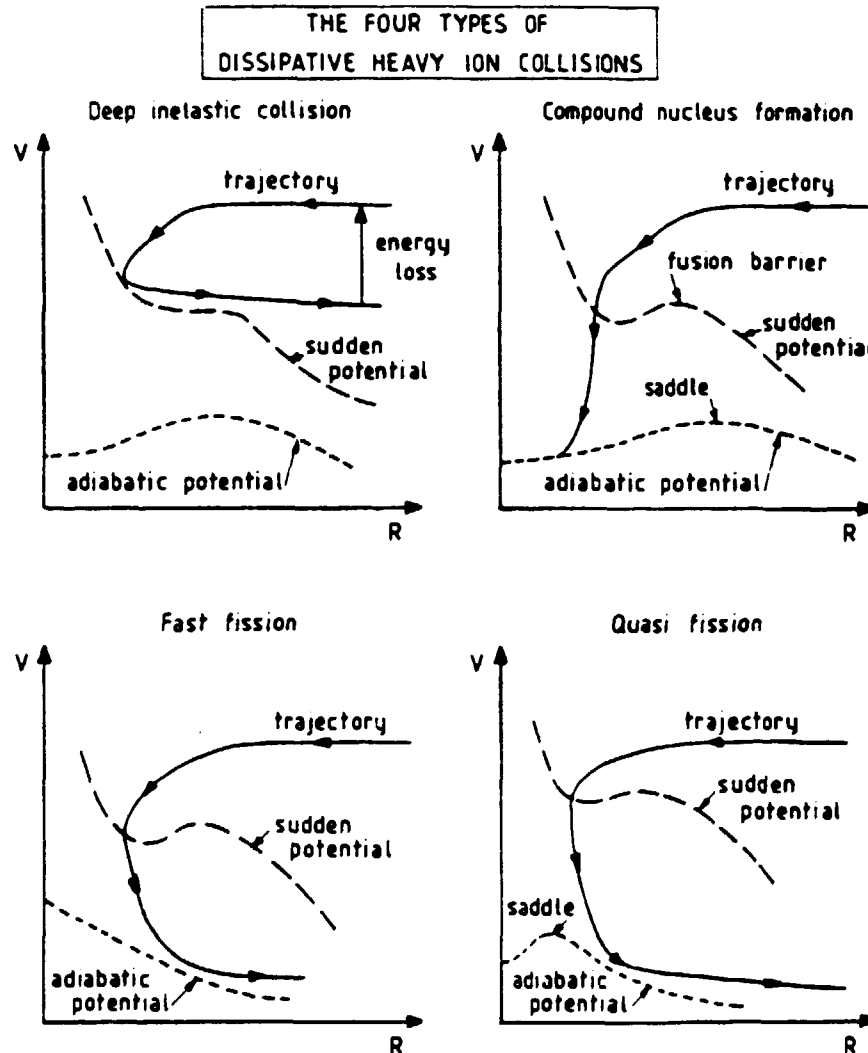 THE FOUR TYPES OF
DISSIPATIVE HEAVY ION COLLISIONS
Deep inelastic collision
V
trajectory
energy
loss
sudden
potential
adiabatic potential
R
Compound nucleus formation
V
trajectory
fusion barrier
sudden
potential
saddle
adiabatic potential
R
Fast fission
V
trajectory
sudden
potential
adiabatic
potential
R
Quasi fission
V
trajectory
sudden
potential
saddle
adiabatic
potential
R